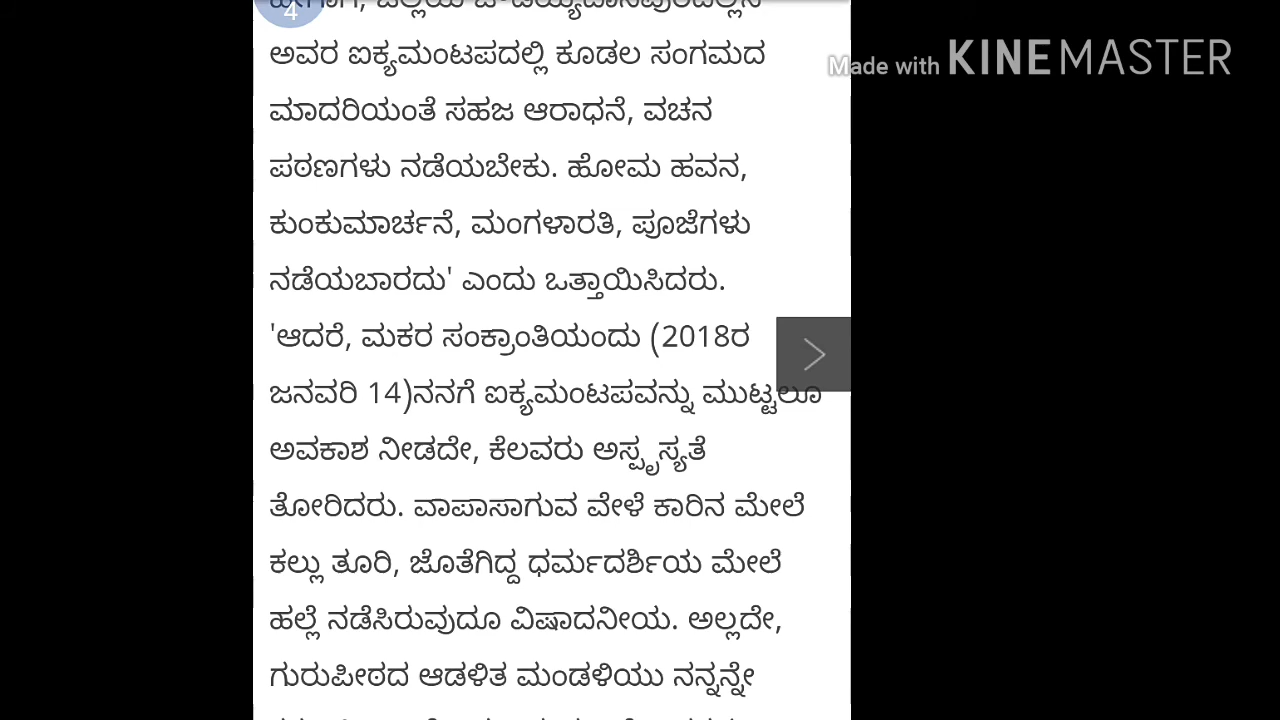 4
ಅವರ ಐಕ್ಯಮಂಟಪದಲ್ಲಿ ಕೂಡಲ ಸಂಗಮದ
Made with KINEMASTER
ಮಾದರಿಯಂತೆ ಸಹಜ ಆರಾಧನೆ, ವಚನ
ಪಠಣಗಳು ನಡೆಯಬೇಕು. ಹೋಮ ಹವನ,
ಕುಂಕುಮಾರ್ಚನೆ, ಮಂಗಳಾರತಿ, ಪೂಜೆಗಳು
ನಡೆಯಬಾರದು' ಎಂದು ಒತ್ತಾಯಿಸಿದರು.
'ಆದರೆ, ಮಕರ ಸಂಕ್ರಾಂತಿಯಂದು (2018ರ
ಜನವರಿ 14)ನನಗೆ ಐಕ್ಯಮಂಟಪವನ್ನು ಮುಟ್ಟಲೂ
ಅವಕಾಶ ನೀಡದೇ, ಕೆಲವರು ಅಸ್ಪೃಸ್ಯತೆ
ತೋರಿದರು. ವಾಪಾಸಾಗುವ ವೇಳೆ ಕಾರಿನ ಮೇಲೆ
ಕಲ್ಲು ತೂರಿ, ಜೊತೆಗಿದ್ದ ಧರ್ಮದರ್ಶಿಯ ಮೇಲೆ
ಹಲ್ಲೆ ನಡೆಸಿರುವುದೂ ವಿಷಾದನೀಯ. ಅಲ್ಲದೇ,
ಗುರುಪೀಠದ ಆಡಳಿತ ಮಂಡಳಿಯು ನನ್ನನ್ನೇ